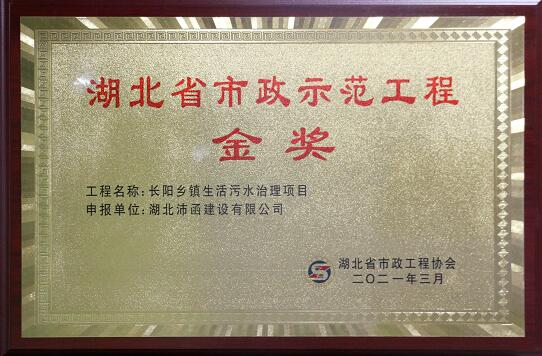 湖北省市政示范工程
金奖
工程名称：长阳乡镇生活污水治理项目
申报单位：湖北沛函建设有限公司
湖北省市政工程协会
二〇二一年三月